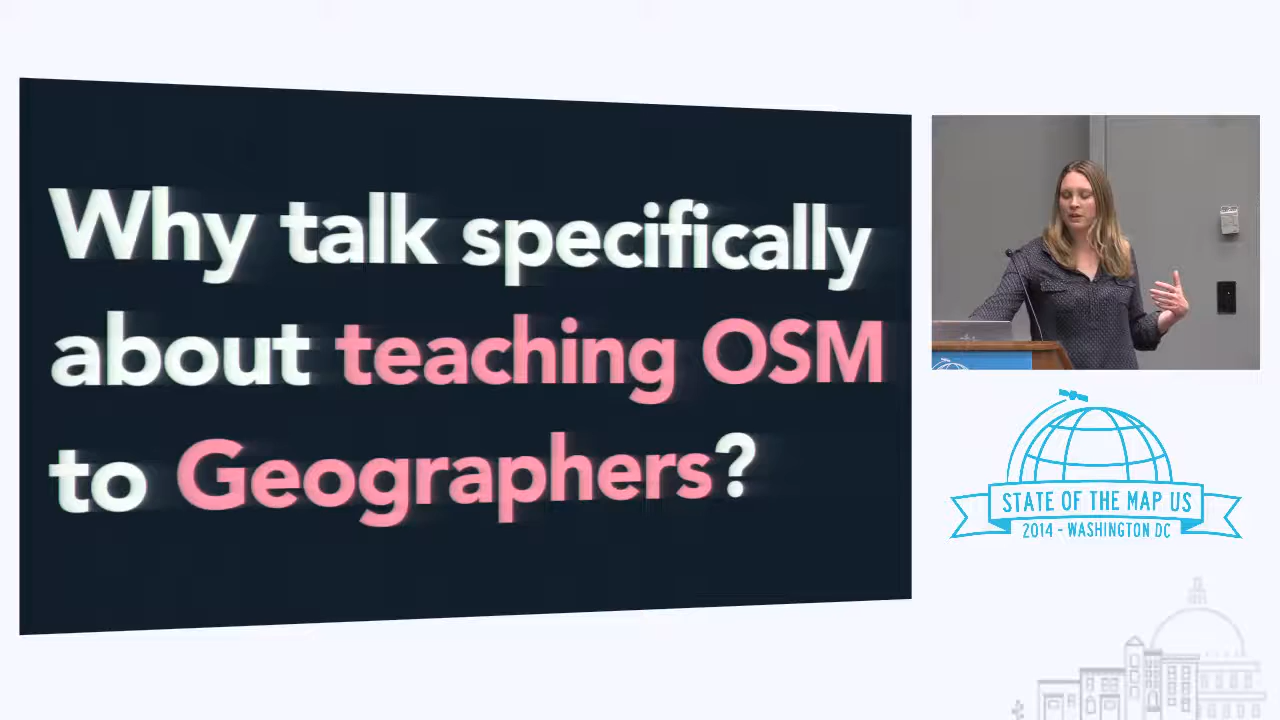 Why talk specifically
about teaching OSM
to Geographers?
STATE OF THE MAP US
2014 - WASHINGTON DC